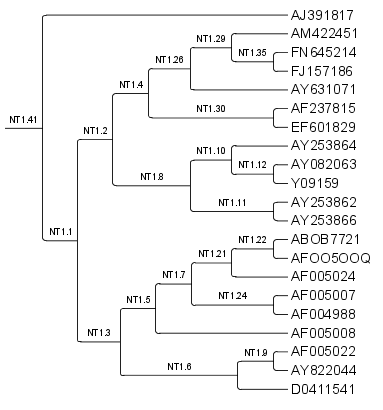 AJ391817
NT1.29 AM422451
NT1.35 FN645214
NT1.26
FJ157186
NT1.4
AY631071
NT1.30 AF237815
NT1.41
EF601829
NT1.2
AY253864
NT1.10
NT1.12 AY082063
Y09159
NT1.8
NT1.11 AY253862
AY253866
NT1.1
NT1.22 ABOB7721
NT1.21 AFOO5OOQ
NT1.7
AF005024
NT1.24 AF005007
NT1.5
AF004988
NT1.3
AF005008
NT1.9 AF005022
NT1.6
AY822044
D0411541